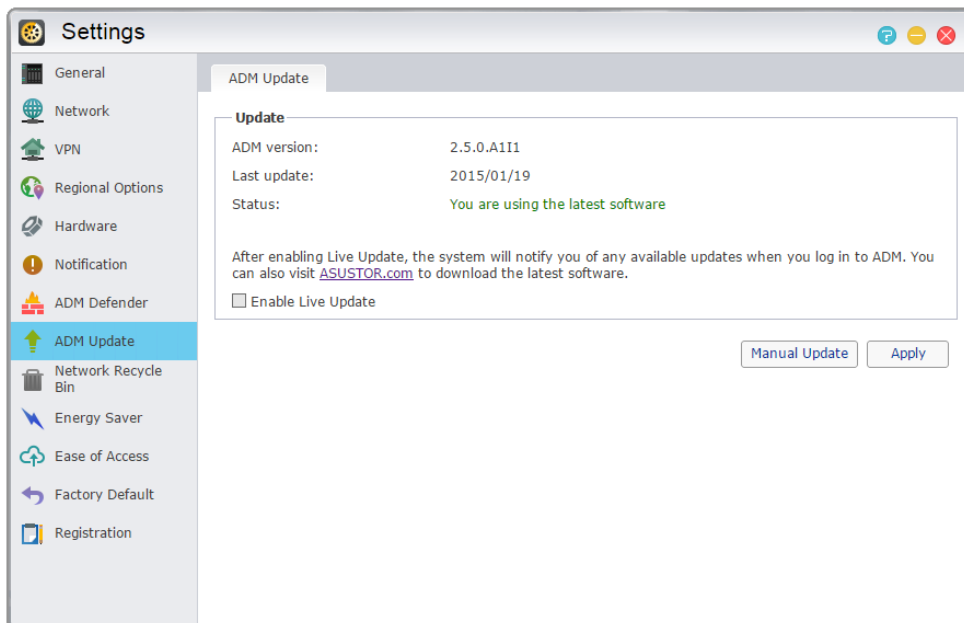 Settings
General
Network
VPN
Regional Options
Hardware
Notification
ADM Defender
ADM Update
Network Recycle
Bin
Energy Saver
Ease of Access
Factory Default
Registration
ADM Update
Update
ADM version: 2.5.0.A1I1
Last update: 2015/01/19
Status: You are using the latest software
After enabling Live Update, the system will notify you of any available updates when you log in to ADM. You
can also visit ASUSTOR.com to download the latest software.
Enable Live Update
Manual Update Apply